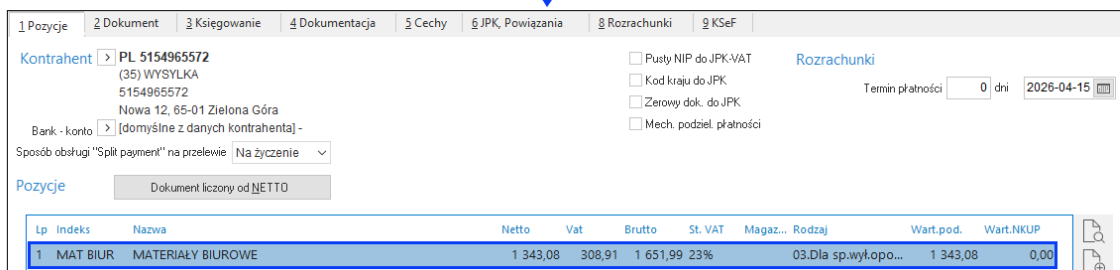 1 Pozycje 2 Dokument 3 Księgowanie 4 Dokumentacja 5 Cechy 6 JPK, Powiązania 8 Rozrachunki 9 KSeF
Kontrahent > PL 5154965572
(35) WYSYLKA
5154965572
Nowa 12, 65-01 Zielona Góra
Bank - konto > [domyślne z danych kontrahenta] -
Sposób obsługi "Split payment" na przelewie Na życzenie
Pusty NIP do JPK-VAT
Kod kraju do JPK
Zerowy dok. do JPK
Mech. podziel. płatności
Rozrachunki
Termin płatności 0 dni 2026-04-15
Pozycje Dokument liczony od NETTO
Lp Indeks Nazwa Netto Vat Brutto St. VAT Magaz... Rodzaj Wart.pod. Wart.NKUP
1 MAT BIUR MATERIAŁY BIUROWE 1 343,08 308,91 1 651,99 23% 03.Dla sp.wył.opo... 1 343,08 0,00